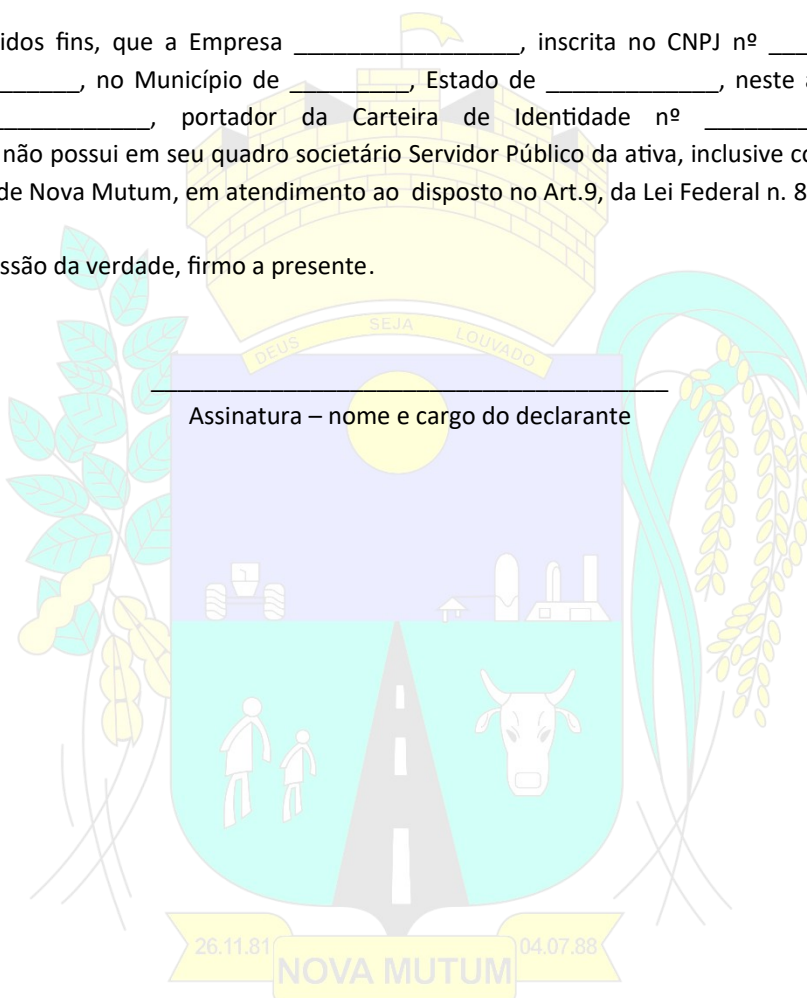 idos fins, que a Empresa _________________, inscrita no CNPJ nº ___
______, no Município de _________, Estado de _____________, neste a
___________, portador da Carteira de Identidade nº ________
não possui em seu quadro societário Servidor Público da ativa, inclusive co
de Nova Mutum, em atendimento ao disposto no Art.9, da Lei Federal n. 8
ssão da verdade, firmo a presente.
DEUS SEJA LOUVADO
_______________________________________
Assinatura – nome e cargo do declarante
26.11.81 04.07.88
NOVA MUTUM